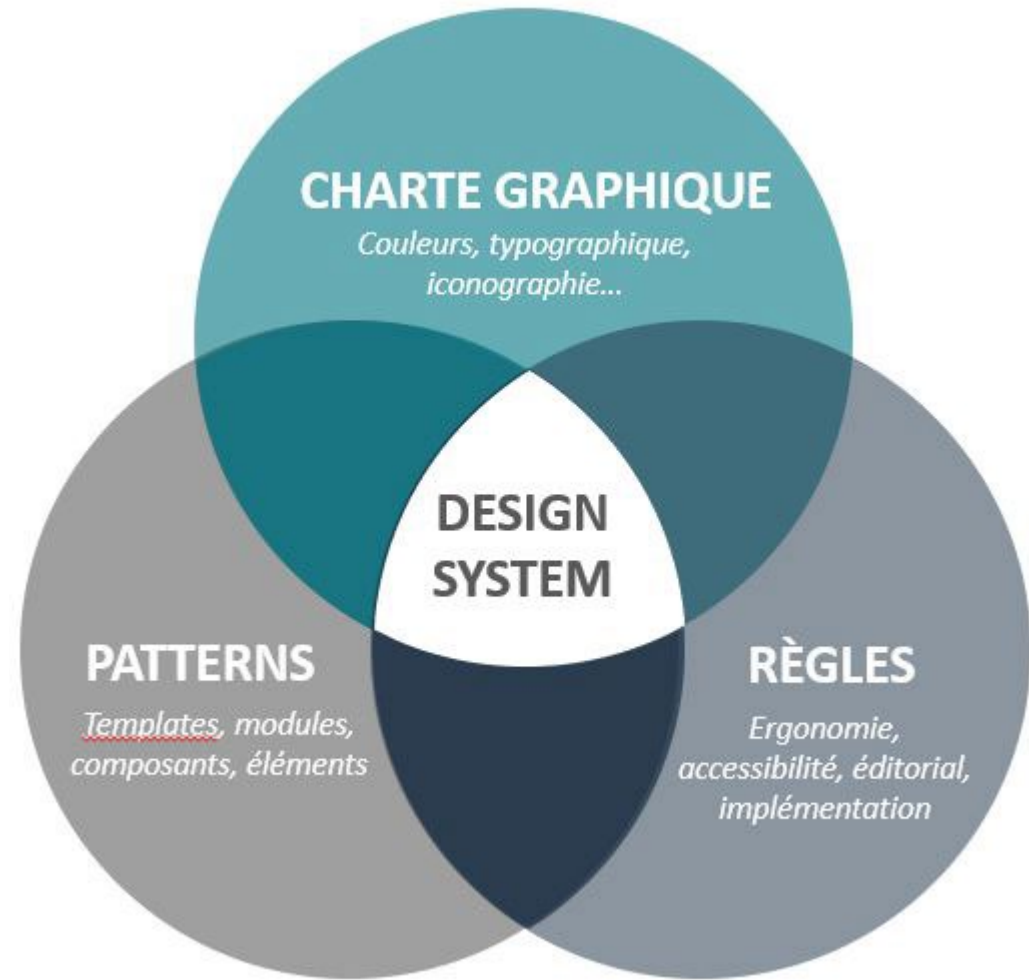 CHARTE GRAPHIQUE
Couleurs, typographique,
iconographie...
DESIGN
SYSTEM
PATTERNS
Templates, modules,
composants, éléments
RÈGLES
Ergonomie,
accessibilité, éditorial,
implémentation